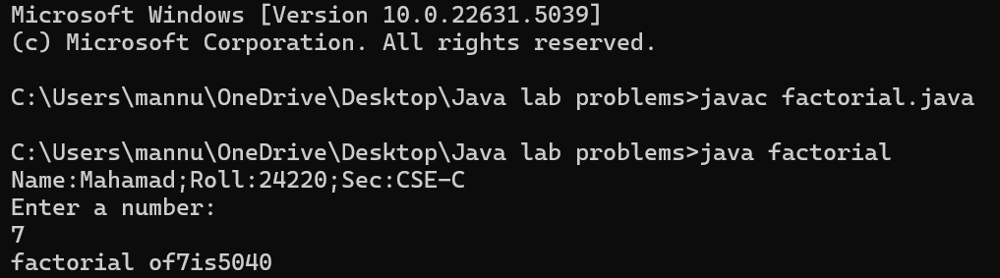 Microsoft Windows [Version 10.0.22631.5039]
(c) Microsoft Corporation. All rights reserved.
C:\Users\mannu\OneDrive\Desktop\Java lab problems>javac factorial.java
C:\Users\mannu\OneDrive\Desktop\Java lab problems>java factorial
Name:Mahamad;Roll:24220;Sec:CSE-C
Enter a number:
7
factorial of7is5040